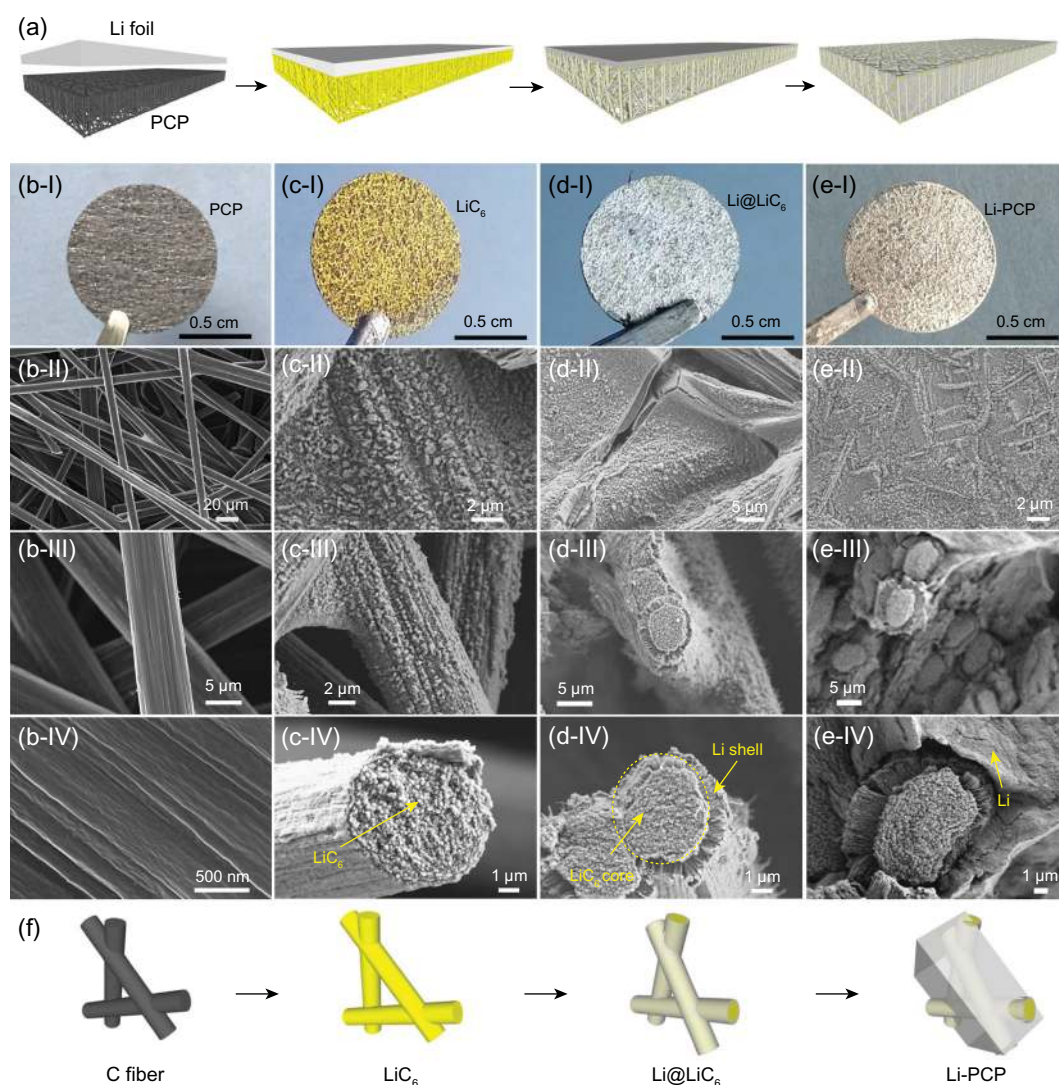 (a)
Li foil
PCP
(b-I)
PCP
0.5 cm
(c-I)
LiC₆
0.5 cm
(d-I)
Li@LiC₆
0.5 cm
(e-I)
Li-PCP
0.5 cm
(b-II)
20 μm
(c-II)
2 μm
(d-II)
5 μm
(e-II)
2 μm
(b-III)
5 μm
(c-III)
2 μm
(d-III)
5 μm
(e-III)
5 μm
(b-IV)
500 nm
(c-IV)
LiC₆
1 μm
(d-IV)
Li shell
LiC₆ core
1 μm
(e-IV)
Li
1 μm
(f)
C fiber
LiC₆
Li@LiC₆
Li-PCP